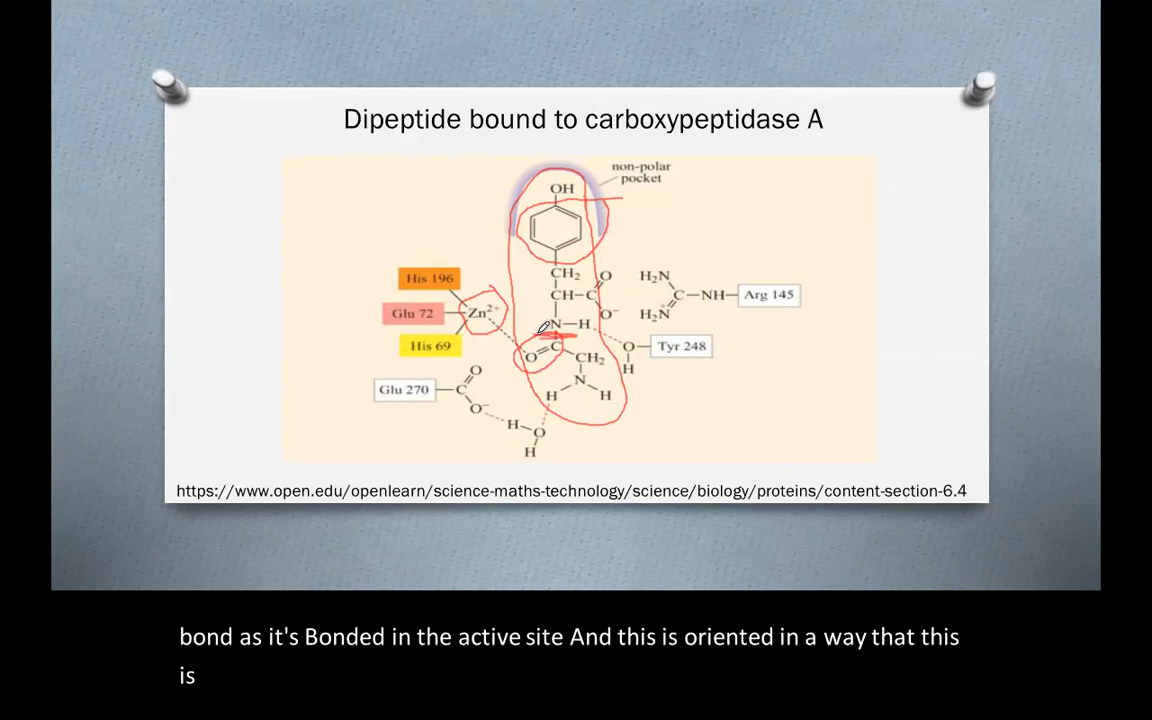 Dipeptide bound to carboxypeptidase A
non-polar
pocket
OH
CH2
CH-C
O
O-
H2N
H2N+
C-NH-
Arg 145
His 196
Glu 72
Zn2+
His 69
N-H
O
C
CH2
O
H
Tyr 248
N
H
H
Glu 270
C
O
O-
H
O
H
https://www.open.edu/openlearn/science-maths-technology/science/biology/proteins/content-section-6.4
bond as it's Bonded in the active site And this is oriented in a way that this
is